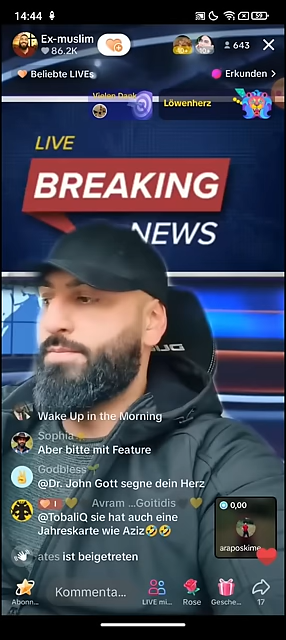 14:44
59
Ex-muslim
86.2K
643
Beliebte LIVEs
Erkunden >
Vielen Dank
Löwenherz
LIVE
BREAKING
NEWS
Wake Up in the Morning
Sophia
Aber bitte mit Feature
Godbless
@Dr. John Gott segne dein Herz
Avram ...Goitidis
@TobaliQ sie hat auch eine
Jahreskarte wie Aziz🤣🤣
0,00
araposkime
ates ist beigetreten
Kommenta...
Abonn...
LIVE mi...
Rose
Gesche...
17